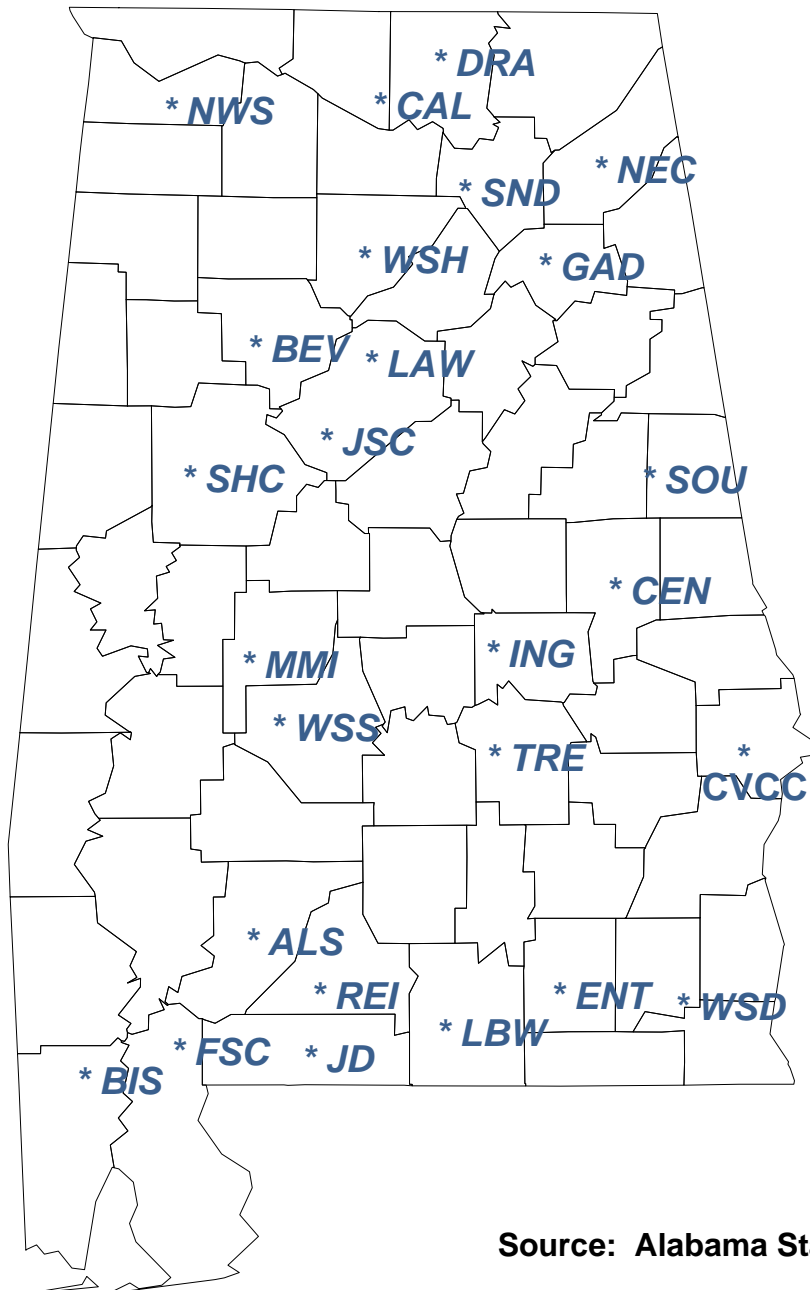 * DRA
* NWS
* CAL
* NEC
* SND
* WSH
* GAD
* BEV
* LAW
* JSC
* SHC
* SOU
* CEN
* ING
* MMI
* WSS
* TRE
*
CVCC
* ALS
* REI
* ENT
* WSD
* LBW
* FSC
* JD
* BIS
Source: Alabama Sta